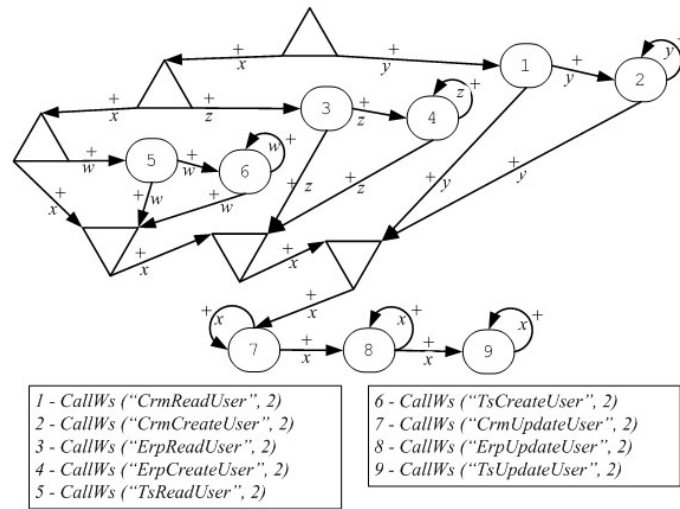 + x + y 1 + y 2 y +
+ x + z 3 + z 4 z +
+ w 5 + w 6 w +
+ x + w + w + z + z + y + y
+ x + x
+ x
+ x 7 + x 8 x + + x 9 x +
1 - CallWs (“CrmReadUser”, 2)
2 - CallWs (“CrmCreateUser”, 2)
3 - CallWs (“ErpReadUser”, 2)
4 - CallWs (“ErpCreateUser”, 2)
5 - CallWs (“TsReadUser”, 2)
6 - CallWs (“TsCreateUser”, 2)
7 - CallWs (“CrmUpdateUser”, 2)
8 - CallWs (“ErpUpdateUser”, 2)
9 - CallWs (“TsUpdateUser”, 2)